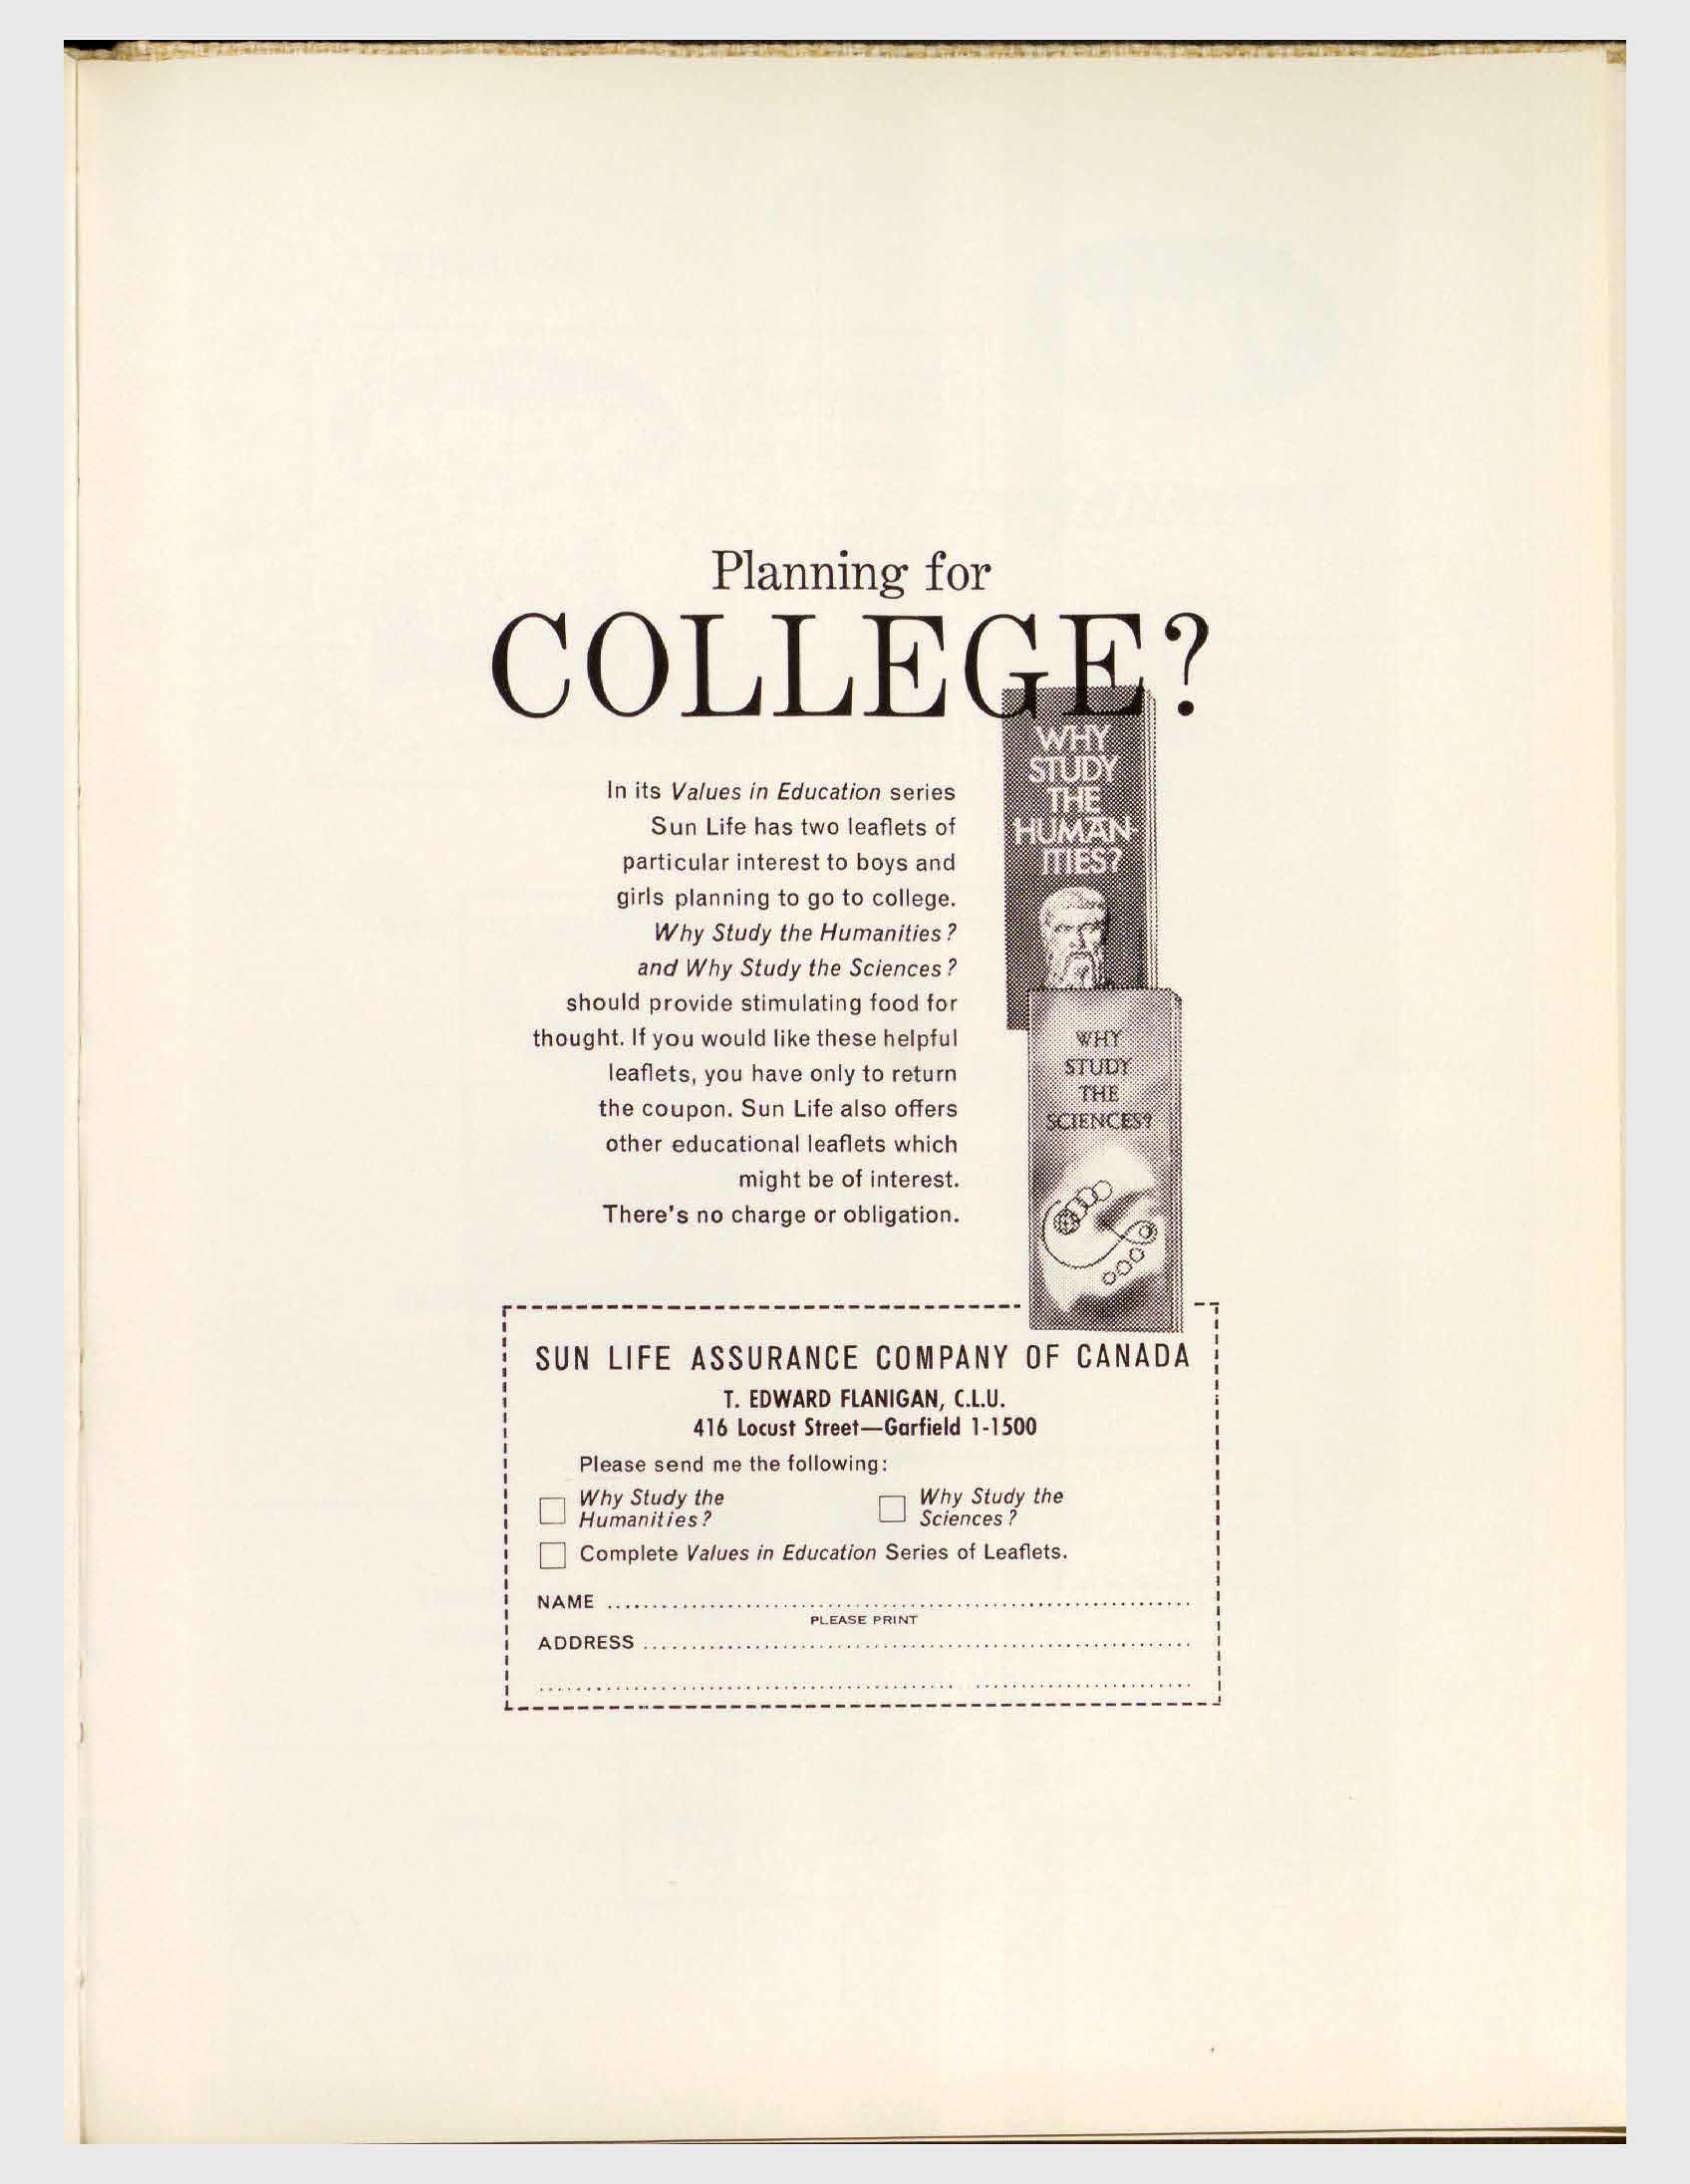 Planning for
COLLEGE?
WHY
STUDY
THE
HUMAN-
ITIES?
In its Values in Education series
Sun Life has two leaflets of
particular interest to boys and
girls planning to go to college.
Why Study the Humanities?
and Why Study the Sciences?
should provide stimulating food for
thought. If you would like these helpful
leaflets, you have only to return
the coupon. Sun Life also offers
other educational leaflets which
might be of interest.
There's no charge or obligation.
WHY
STUDY
THE
SCIENCES?
SUN LIFE ASSURANCE COMPANY OF CANADA
T. EDWARD FLANIGAN, C.L.U.
416 Locust Street—Garfield 1-1500
Please send me the following:
Why Study the
Humanities?
Why Study the
Sciences?
Complete Values in Education Series of Leaflets.
NAME
PLEASE PRINT
ADDRESS